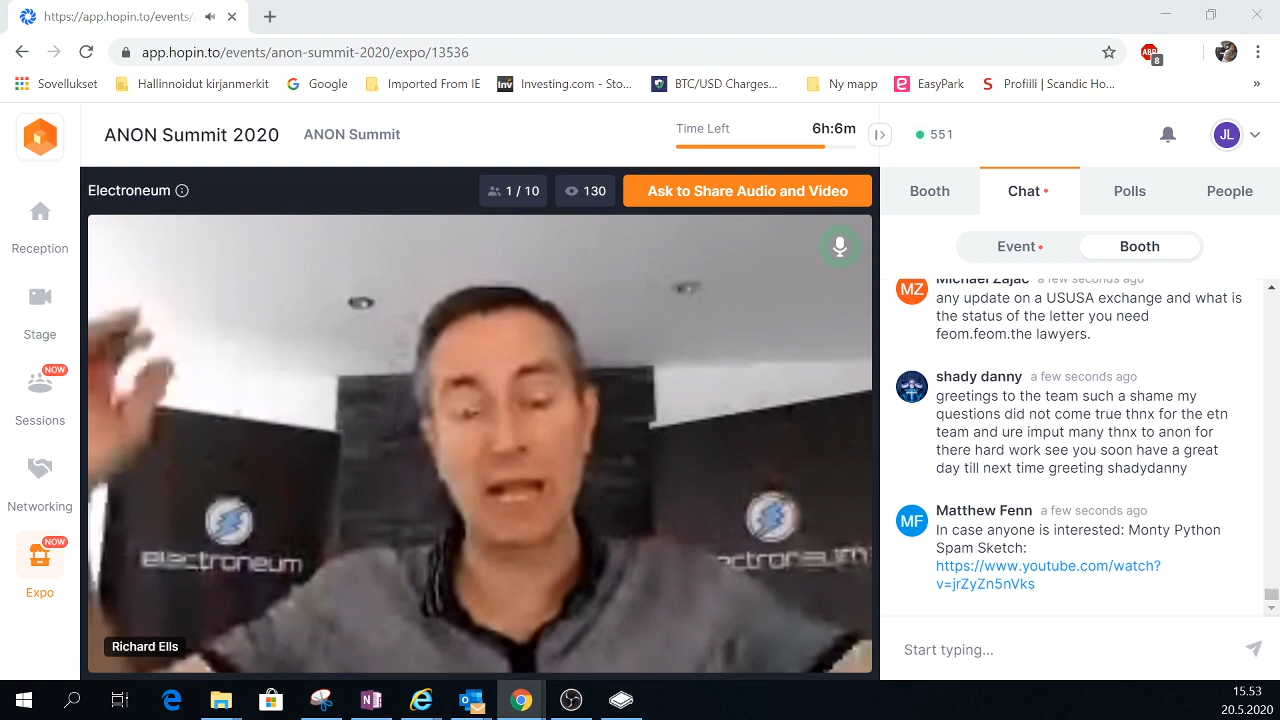 https://app.hopin.to/events/
app.hopin.to/events/anon-summit-2020/expo/13536
ABP
8
Sovellukset
Hallinnoidut kirjanmerkit
Google
Imported From IE
Inv
Investing.com - Sto...
BTC/USD Charges...
Ny mapp
EasyPark
S
Profiili | Scandic Ho...
»
ANON Summit 2020
ANON Summit
Time Left
6h:6m
551
JL
Reception
Stage
NOW
Sessions
Networking
NOW
Expo
Electroneum
1 / 10
130
Ask to Share Audio and Video
electroneum
ectroneum
Richard Ells
Booth
Chat
Polls
People
Event
Booth
MZ
Michael Zajac
a few seconds ago
any update on a USUSA exchange and what is
the status of the letter you need
feom.feom.the lawyers.
shady danny
a few seconds ago
greetings to the team such a shame my
questions did not come true thnx for the etn
team and ure imput many thnx to anon for
there hard work see you soon have a great
day till next time greeting shadydanny
MF
Matthew Fenn
a few seconds ago
In case anyone is interested: Monty Python
Spam Sketch:
https://www.youtube.com/watch?
v=jrZyZn5nVks
Start typing...
15.53
20.5.2020